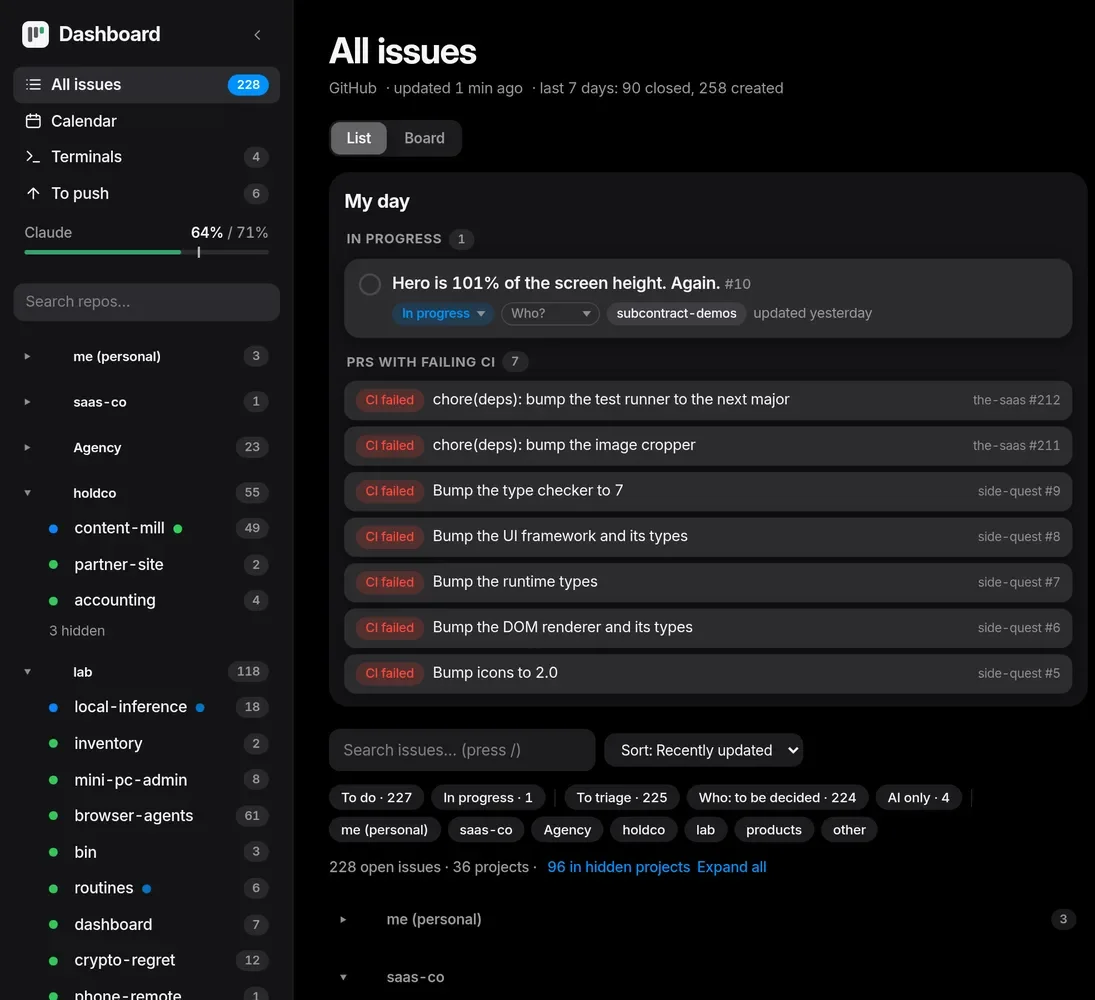 Dashboard
All issues 228
Calendar
Terminals 4
To push 6
Claude 64% / 71%
Search repos...
me (personal) 3
saas-co 1
Agency 23
holdco 55
content-mill 49
partner-site 2
accounting 4
3 hidden
lab 118
local-inference 18
inventory 2
mini-pc-admin 8
browser-agents 61
bin 3
routines 6
dashboard 7
crypto-regret 12
phone-remote 1
All issues
GitHub · updated 1 min ago · last 7 days: 90 closed, 258 created
List Board
My day
IN PROGRESS 1
Hero is 101% of the screen height. Again. #10
In progress Who? subcontract-demos updated yesterday
PRS WITH FAILING CI 7
CI failed chore(deps): bump the test runner to the next major the-saas #212
CI failed chore(deps): bump the image cropper the-saas #211
CI failed Bump the type checker to 7 side-quest #9
CI failed Bump the UI framework and its types side-quest #8
CI failed Bump the runtime types side-quest #7
CI failed Bump the DOM renderer and its types side-quest #6
CI failed Bump icons to 2.0 side-quest #5
Search issues... (press /) Sort: Recently updated
To do · 227 In progress · 1 To triage · 225 Who: to be decided · 224 AI only · 4
me (personal) saas-co Agency holdco lab products other
228 open issues · 36 projects · 96 in hidden projects Expand all
me (personal) 3
saas-co